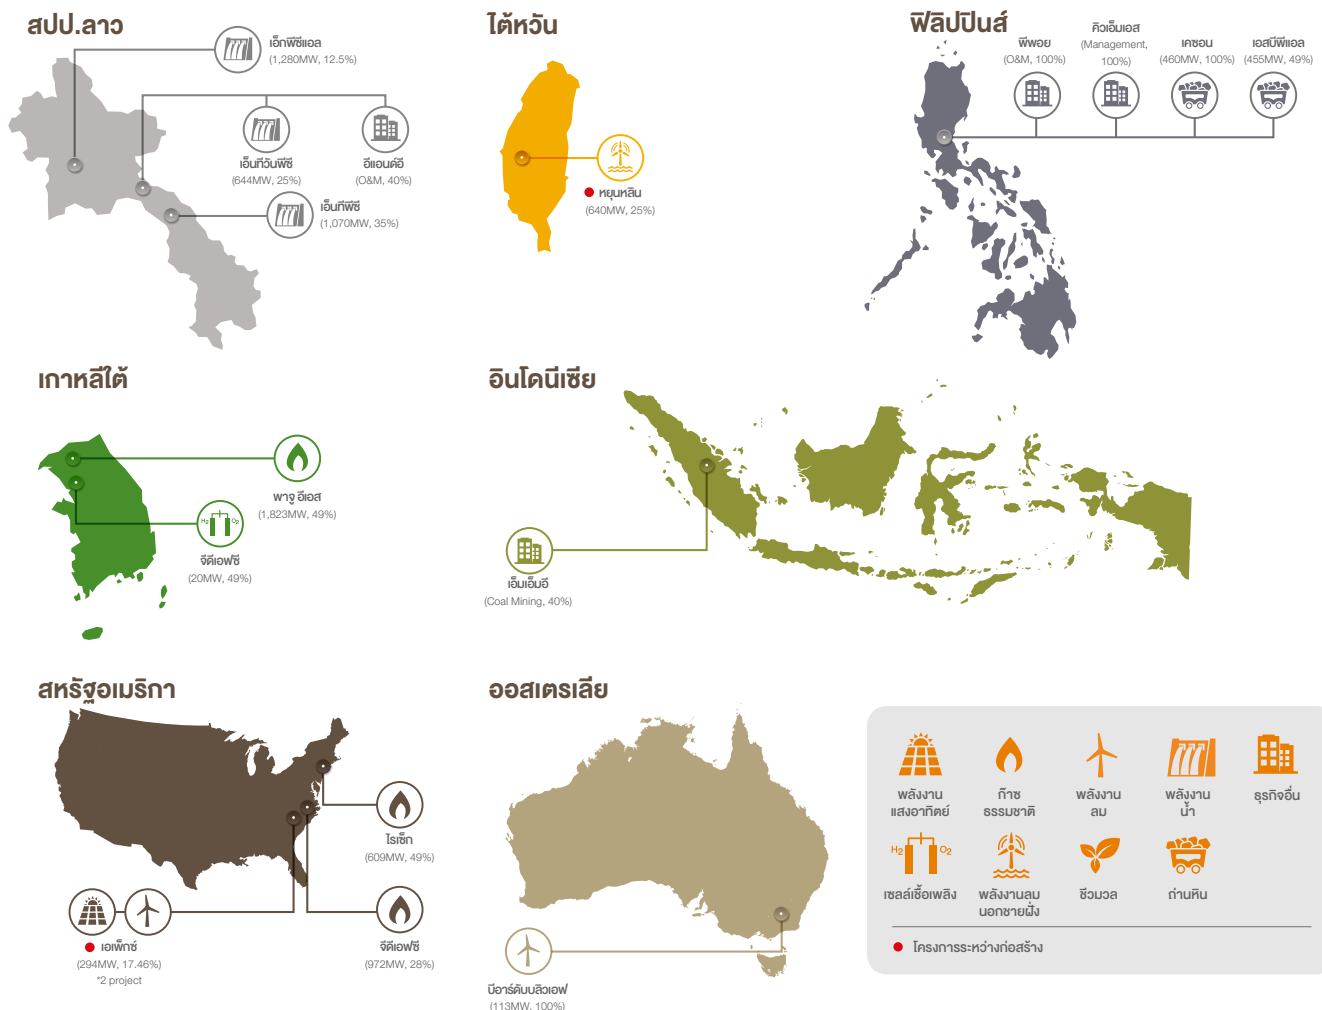 สปป.ลาว
เอ็กพีซีแอล
(1,280MW, 12.5%)
เอ็นทีวันพีซี
(644MW, 25%)
อีแอนด์อี
(O&M, 40%)
เอ็นทีพีซี
(1,070MW, 35%)
ไต้หวัน
หยุนหลิน
(640MW, 25%)
ฟิลิปปินส์
พีพอย
(O&M, 100%)
คิวเอ็มเอส
(Management,
100%)
เคซอน
(460MW, 100%)
เอสบีพีแอล
(455MW, 49%)
เกาหลีใต้
พาจู อีเอส
(1,823MW, 49%)
H2 O2
จีดีเอฟซี
(20MW, 49%)
อินโดนีเซีย
เอ็มเอ็มอี
(Coal Mining, 40%)
สหรัฐอเมริกา
ไรเซ็ก
(609MW, 49%)
เอเพ็กซ์
(294MW, 17.46%)
*2 project
จีดีเอฟซี
(972MW, 28%)
ออสเตรเลีย
บีอาร์ดับบลิวเอฟ
(113MW, 100%)
พลังงาน
แสงอาทิตย์
ก๊าซ
ธรรมชาติ
พลังงาน
ลม
พลังงาน
น้ำ
ธุรกิจอื่น
H2 O2
เซลล์เชื้อเพลิง
พลังงานลม
นอกชายฝั่ง
ชีวมวล
ถ่านหิน
โครงการระหว่างก่อสร้าง